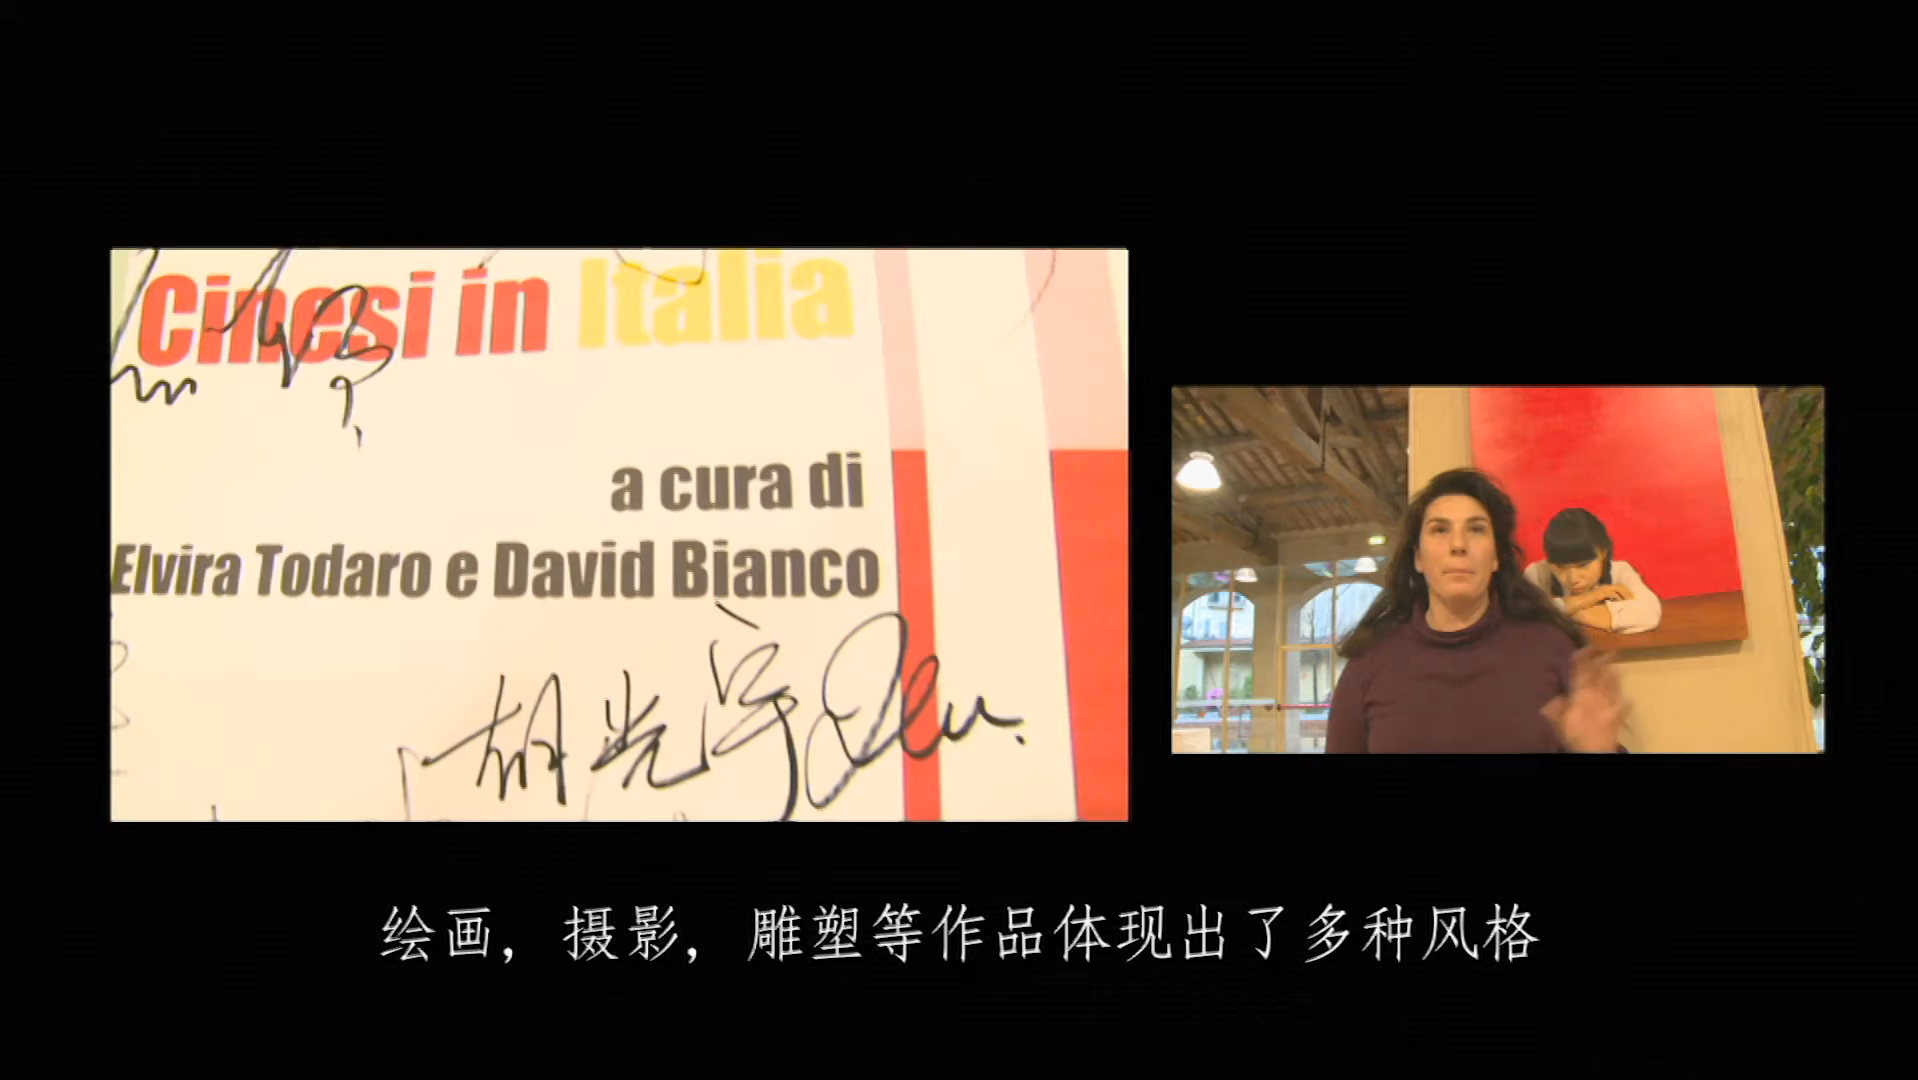 Cinesi in Italia
a cura di
Elvira Todaro e David Bianco
胡光宇
绘画，摄影，雕塑等作品体现出了多种风格